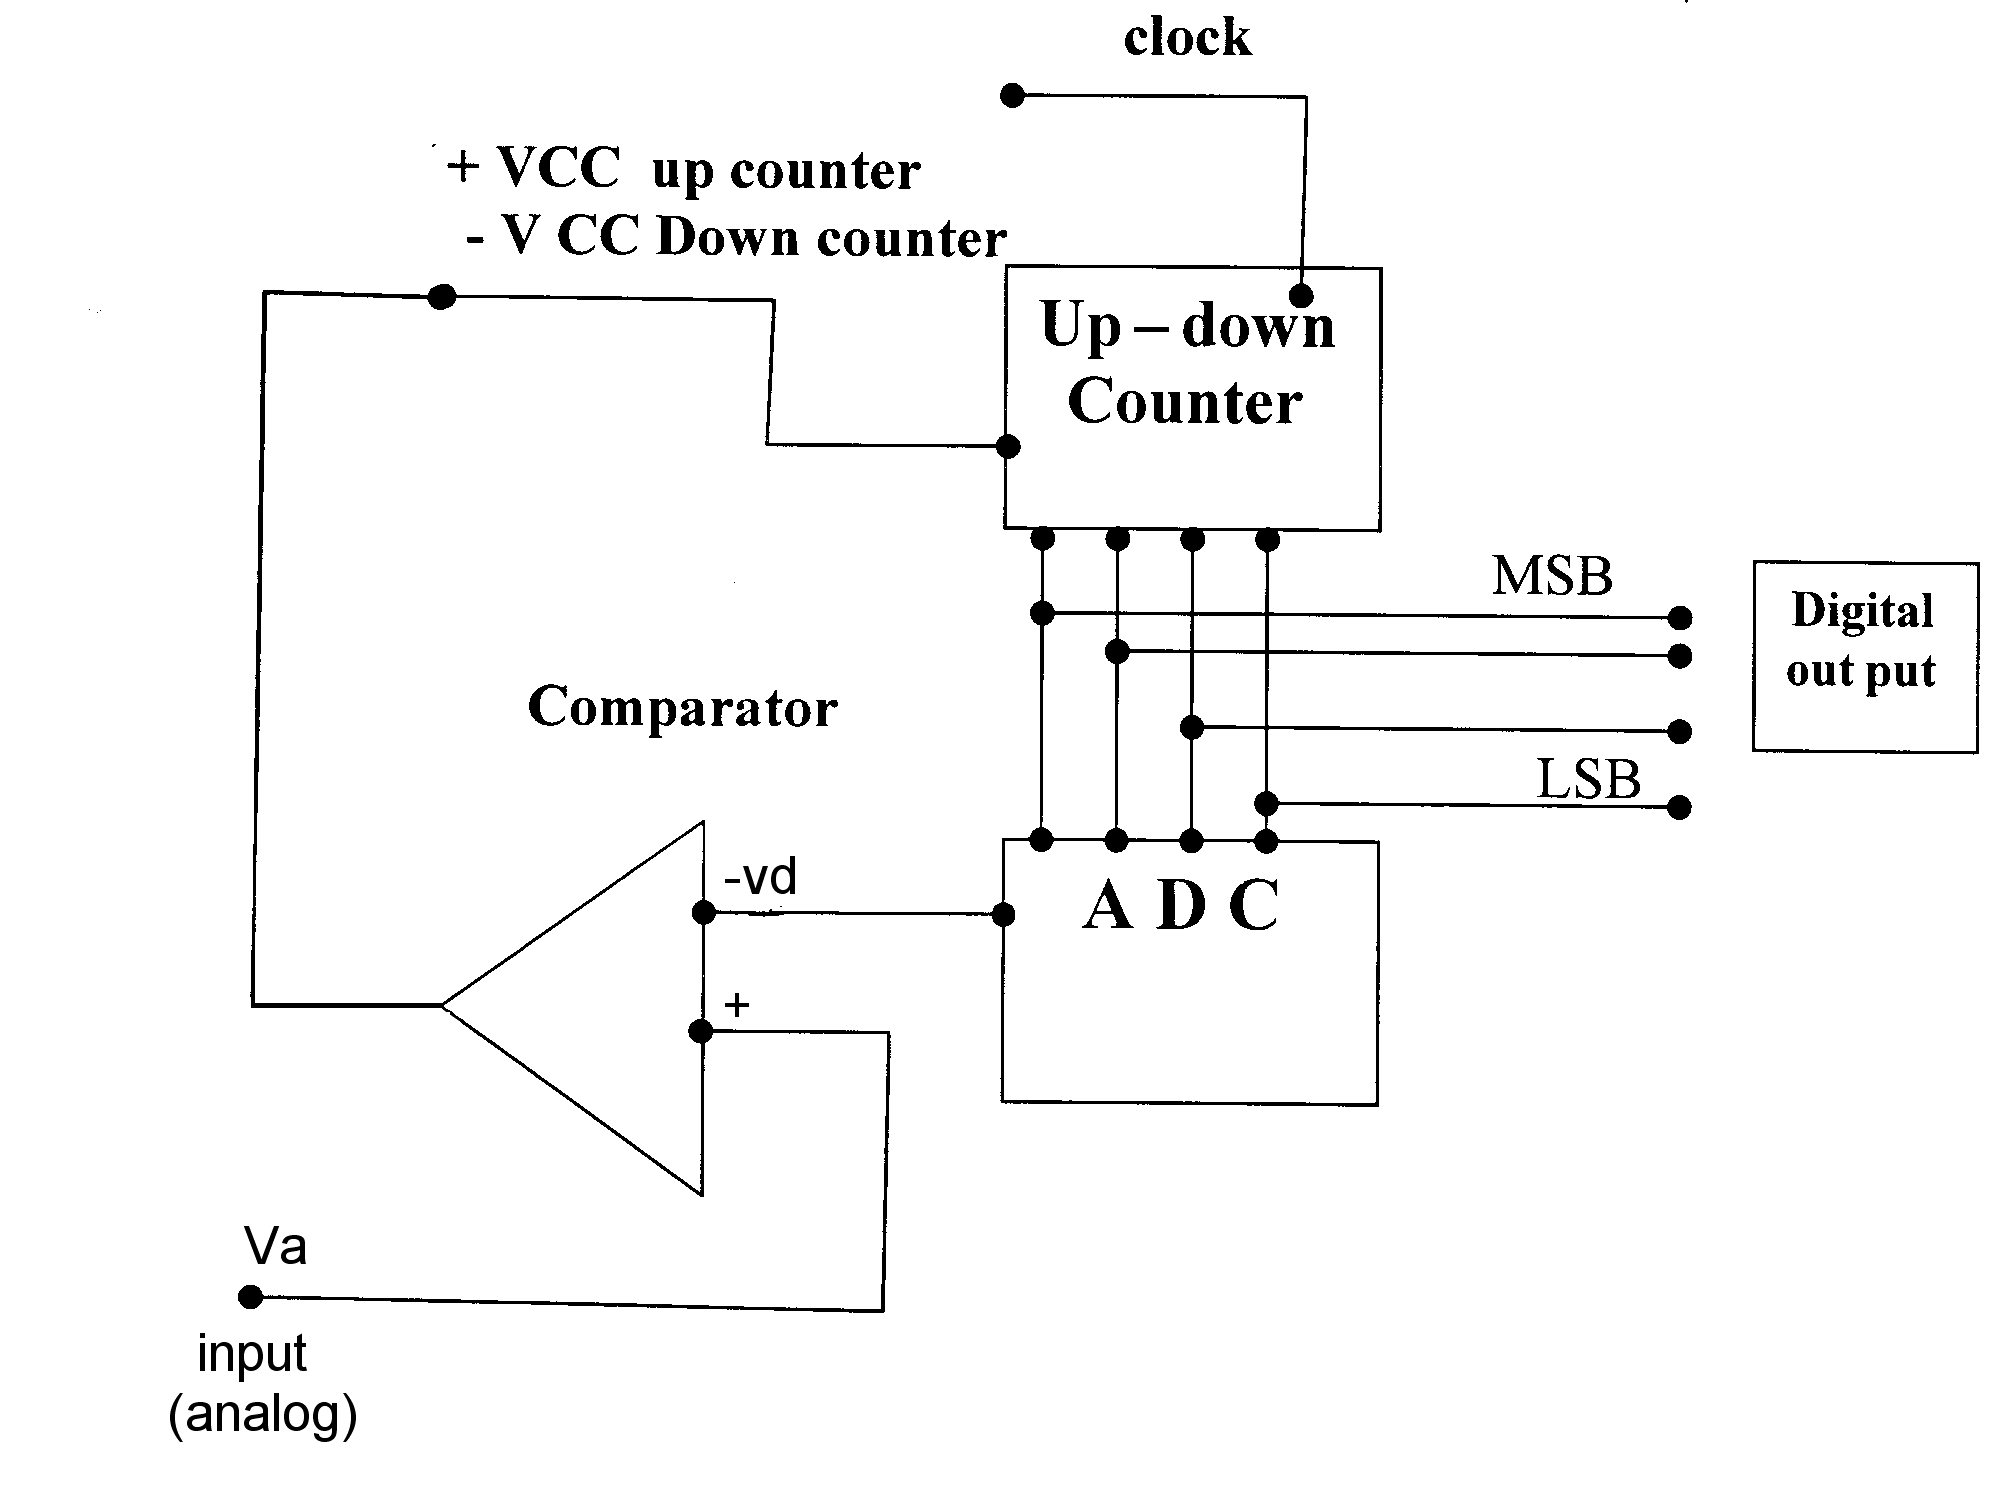 clock
+ VCC up counter
- V CC Down counter
Up – down
Counter
MSB
Digital
out put
Comparator
LSB
-vd
A D C
+
Va
input
(analog)